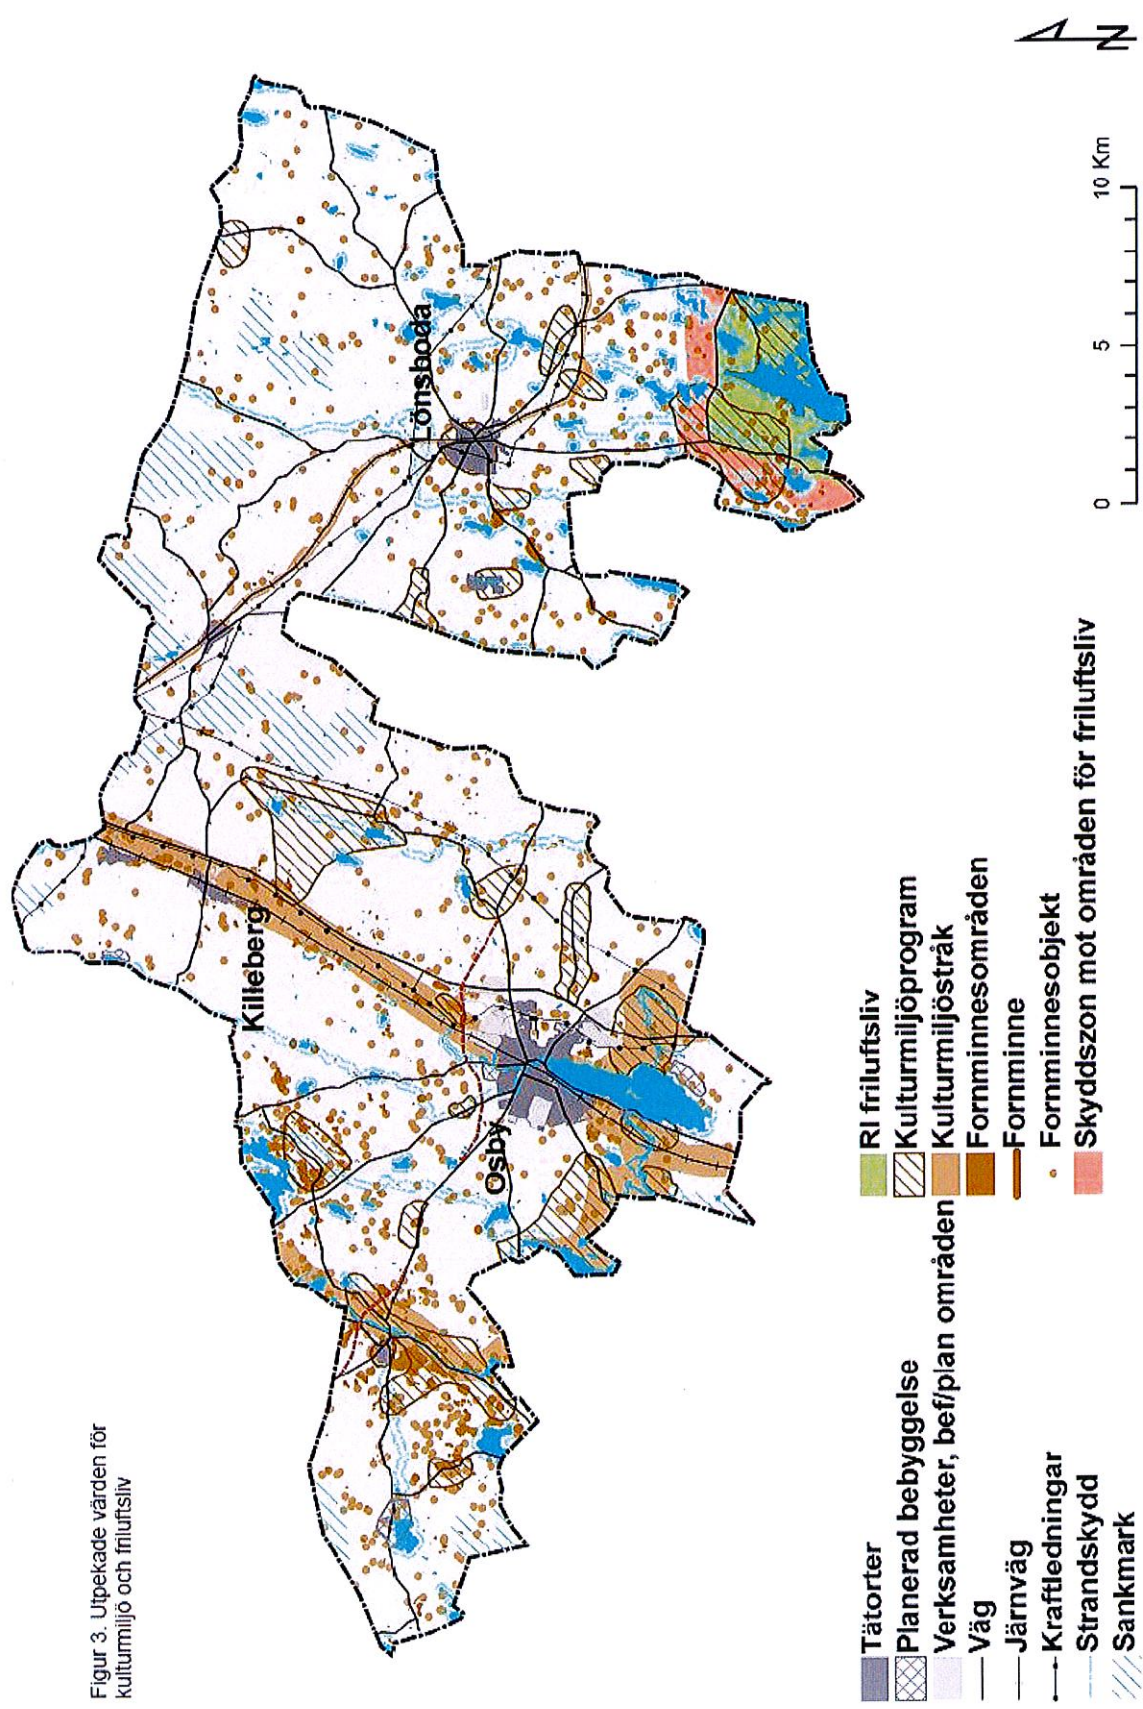 Figur 3. Utpekade värden för
kulturmiljö och friluftsliv
Killeberg
Lönsboda
Osby
Tätorter
Planerad bebyggelse
Verksamheter, bef/plan områden
Väg
Järnväg
Kraftledningar
Strandskydd
Sankmark
RI friluftsliv
Kulturmiljöprogram
Kulturmiljöstråk
Fornminnesområden
Fornminne
Fornminnesobjekt
Skyddszon mot områden för friluftsliv
0 5 10 Km
N